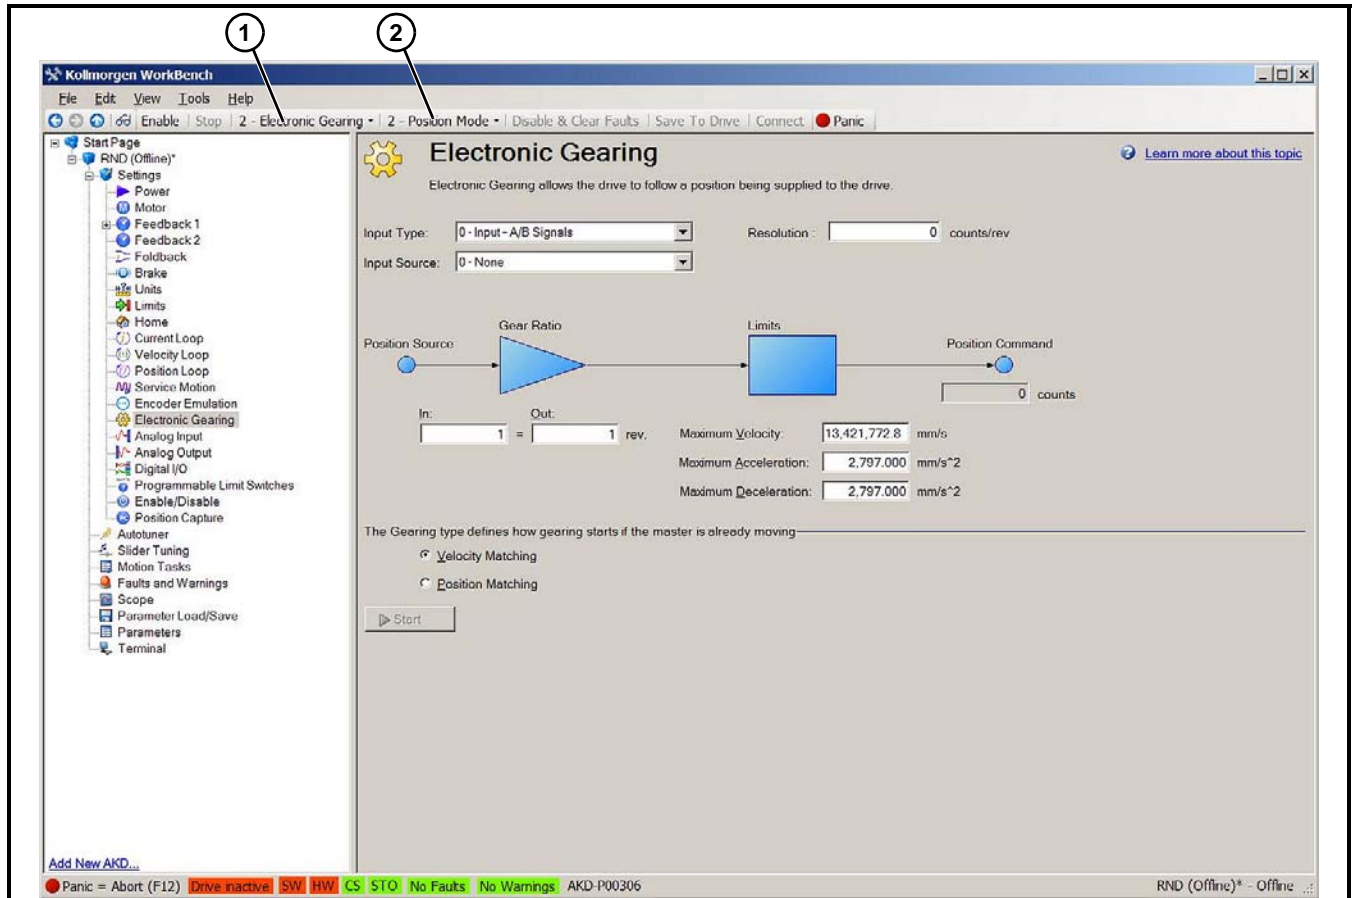 1
2
Kollmorgen WorkBench
File Edit View Tools Help
Enable Stop 2 - Electronic Gearing 2 - Position Mode Disable & Clear Faults Save To Drive Connect Panic
Start Page
RND (Offline)*
Settings
Power
Motor
Feedback 1
Feedback 2
Foldback
Brake
Units
Limits
Home
Current Loop
Velocity Loop
Position Loop
Service Motion
Encoder Emulation
Electronic Gearing
Analog Input
Analog Output
Digital I/O
Programmable Limit Switches
Enable/Disable
Position Capture
Autotuner
Slider Tuning
Motion Tasks
Faults and Warnings
Scope
Parameter Load/Save
Parameters
Terminal
Add New AKD...
Electronic Gearing
Learn more about this topic
Electronic Gearing allows the drive to follow a position being supplied to the drive.
Input Type: 0 - Input - A/B Signals Resolution : 0 counts/rev
Input Source: 0 - None
Gear Ratio Limits
Position Source Position Command
0 counts
In: Out:
1 = 1 rev.
Maximum Velocity: 13,421,772.8 mm/s
Maximum Acceleration: 2,797.000 mm/s^2
Maximum Deceleration: 2,797.000 mm/s^2
The Gearing type defines how gearing starts if the master is already moving
Velocity Matching
Position Matching
Start
Panic = Abort (F12) Drive inactive SW HW CS STO No Faults No Warnings AKD-P00306 RND (Offline)* - Offline